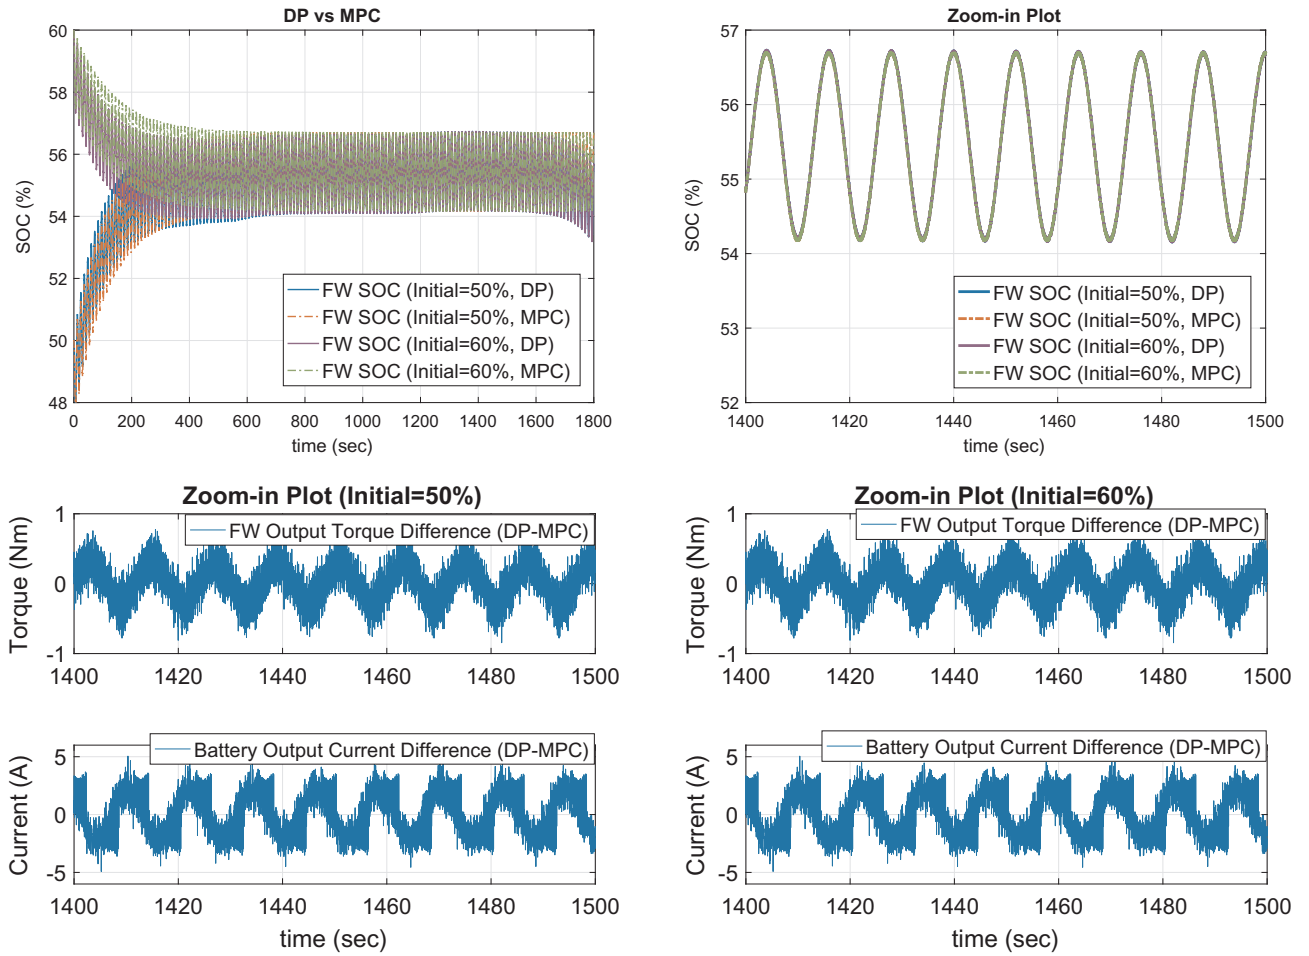 DP vs MPC
60
58
56
54
52
50
48
SOC (%)
FW SOC (Initial=50%, DP)
FW SOC (Initial=50%, MPC)
FW SOC (Initial=60%, DP)
FW SOC (Initial=60%, MPC)
0 200 400 600 800 1000 1200 1400 1600 1800
time (sec)
Zoom-in Plot
57
56
55
54
53
52
SOC (%)
FW SOC (Initial=50%, DP)
FW SOC (Initial=50%, MPC)
FW SOC (Initial=60%, DP)
FW SOC (Initial=60%, MPC)
1400 1420 1440 1460 1480 1500
time (sec)
Zoom-in Plot (Initial=50%)
FW Output Torque Difference (DP-MPC)
1
0
-1
Torque (Nm)
1400 1420 1440 1460 1480 1500
Zoom-in Plot (Initial=60%)
FW Output Torque Difference (DP-MPC)
1
0
-1
Torque (Nm)
1400 1420 1440 1460 1480 1500
Battery Output Current Difference (DP-MPC)
5
0
-5
Current (A)
1400 1420 1440 1460 1480 1500
time (sec)
Battery Output Current Difference (DP-MPC)
5
0
-5
Current (A)
1400 1420 1440 1460 1480 1500
time (sec)